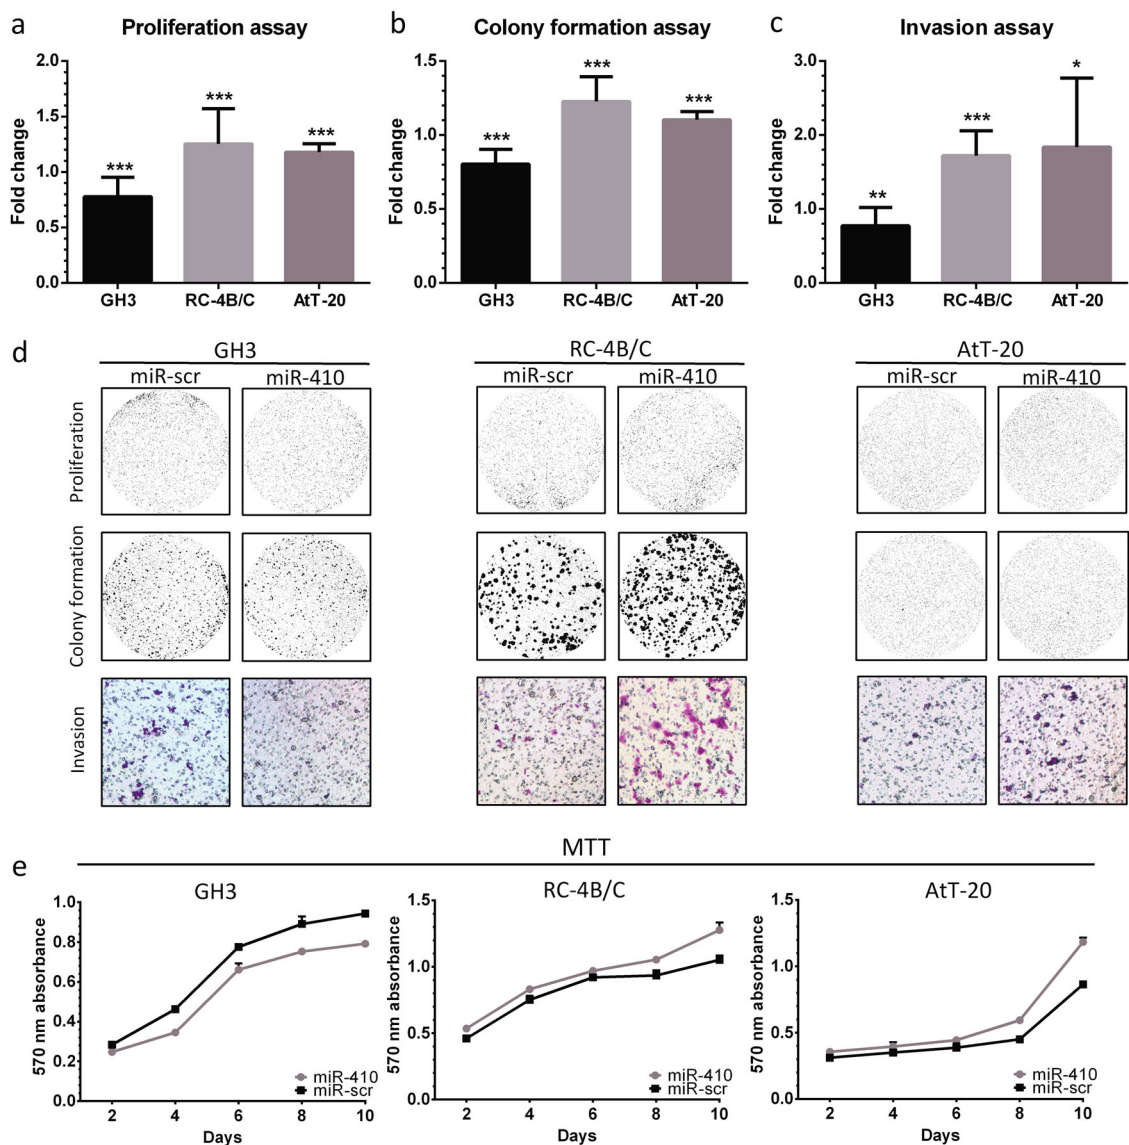 a Proliferation assay
Fold change
2.0
1.5
1.0
0.5
0.0
***
***
***
GH3 RC-4B/C AtT-20
b Colony formation assay
Fold change
1.5
1.0
0.5
0.0
***
***
***
GH3 RC-4B/C AtT-20
c Invasion assay
Fold change
3.0
2.0
1.0
0.0
**
***
*
GH3 RC-4B/C AtT-20
d
GH3 RC-4B/C AtT-20
miR-scr miR-410 miR-scr miR-410 miR-scr miR-410
Proliferation
Colony formation
Invasion
e MTT
GH3
570 nm absorbance
1.0
0.8
0.6
0.4
0.2
0.0
2 4 6 8 10
Days
miR-410
miR-scr
RC-4B/C
570 nm absorbance
1.5
1.0
0.5
0.0
2 4 6 8 10
Days
miR-410
miR-scr
AtT-20
570 nm absorbance
1.5
1.0
0.5
0.0
2 4 6 8 10
Days
miR-410
miR-scr